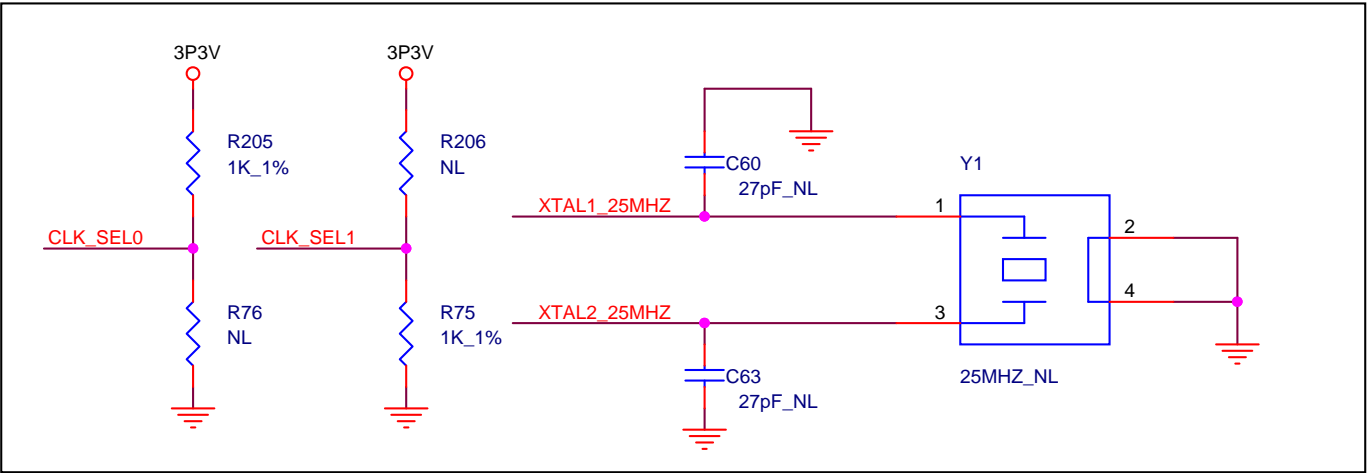 3P3V
3P3V
R205
1K_1%
R206
NL
C60
27pF_NL
Y1
XTAL1_25MHZ
1
2
CLK_SEL0
CLK_SEL1
4
R76
NL
R75
1K_1%
XTAL2_25MHZ
3
C63
27pF_NL
25MHZ_NL